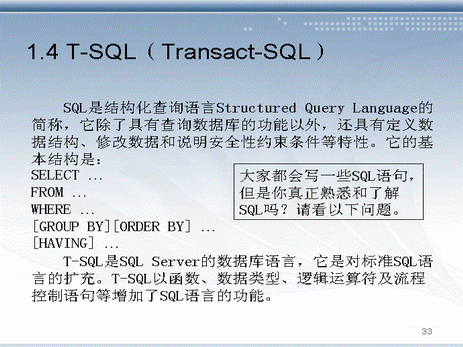 1.4 T-SQL（Transact-SQL）
SQL是结构化查询语言Structured Query Language的
简称，它除了具有查询数据库的功能以外，还具有定义数
据结构、修改数据和说明安全性约束条件等特性。它的基
本结构是：
SELECT …
FROM …
WHERE …
[GROUP BY][ORDER BY] …
[HAVING] …
大家都会写一些SQL语句，
但是你真正熟悉和了解
SQL吗？请看以下问题。
T-SQL是SQL Server的数据库语言，它是对标准SQL语
言的扩充。T-SQL以函数、数据类型、逻辑运算符及流程
控制语句等增加了SQL语言的功能。
33